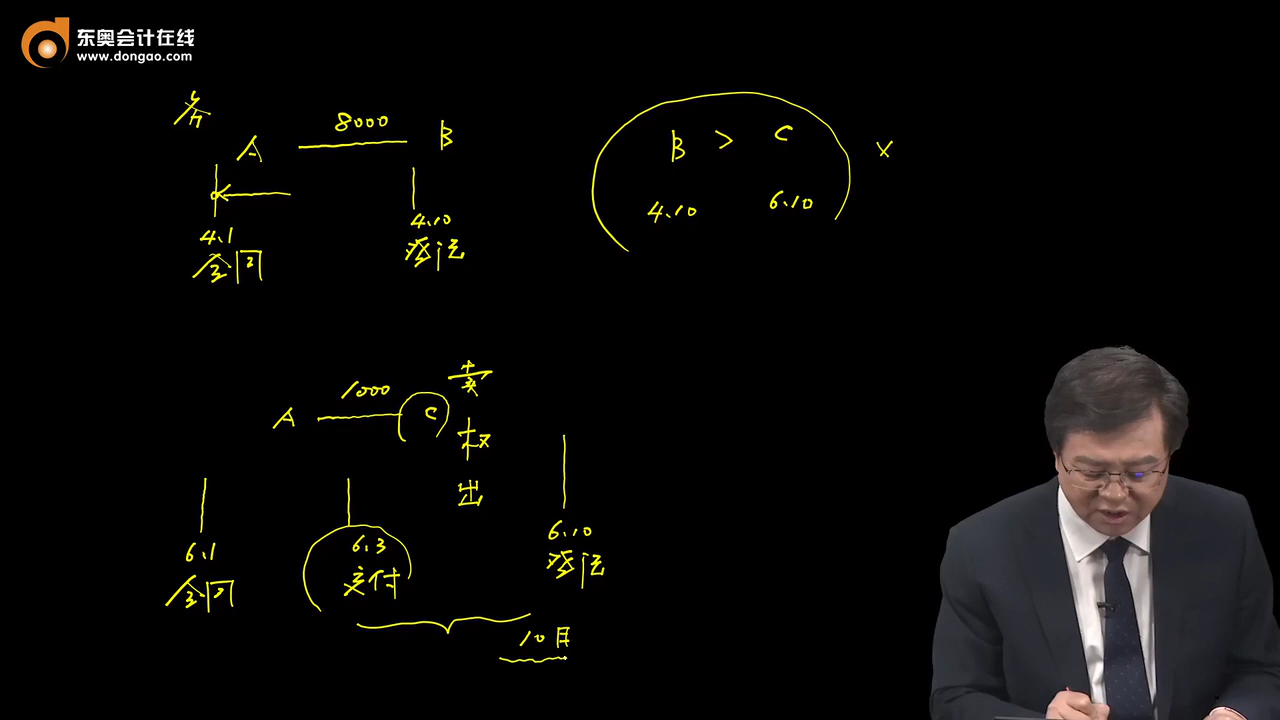 东奥会计在线
www.dongao.com
A 8000 B
4.1
合同
4.10
登记
B > C ×
4.10 6.10
A 1000 C
权
出
6.1
合同
6.3
交付
6.10
登记
10日